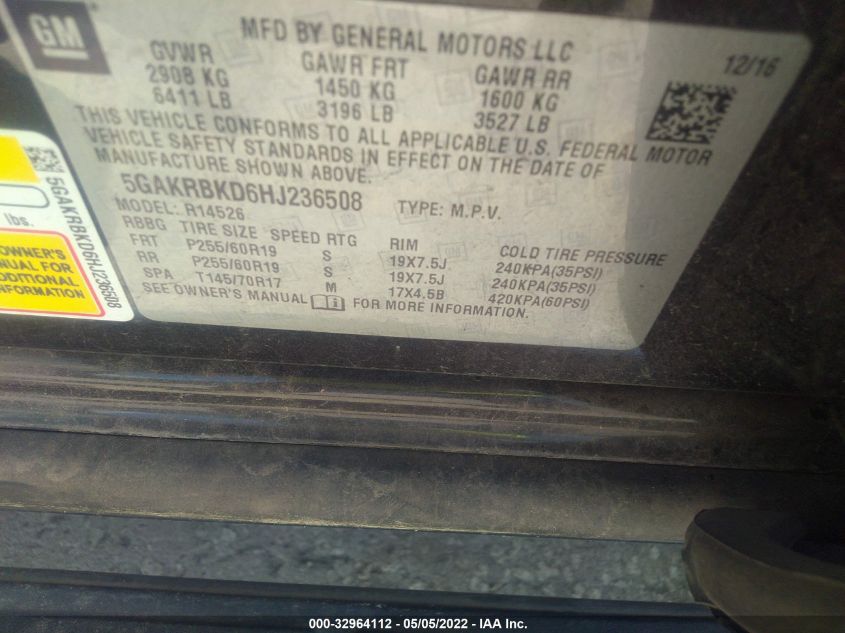 GM
MFD BY GENERAL MOTORS LLC
12/16
GVWR GAWR FRT GAWR RR
2908 KG 1450 KG 1600 KG
6411 LB 3196 LB 3527 LB
THIS VEHICLE CONFORMS TO ALL APPLICABLE U.S. FEDERAL MOTOR
VEHICLE SAFETY STANDARDS IN EFFECT ON THE DATE OF
MANUFACTURE SHOWN ABOVE.
5GAKRBKD6HJ236508 TYPE: M.P.V.
MODEL: R14526
RBBG TIRE SIZE SPEED RTG RIM COLD TIRE PRESSURE
FRT P255/60R19 S 19X7.5J 240KPA(35PSI)
RR P255/60R19 S 19X7.5J 240KPA(35PSI)
SPA T145/70R17 M 17X4.5B 420KPA(60PSI)
SEE OWNER'S MANUAL FOR MORE INFORMATION.
lbs.
5GAKRBKD6HJ236508
OWNER'S
MANUAL FOR
ADDITIONAL
INFORMATION
000-32964112 - 05/05/2022 - IAA Inc.